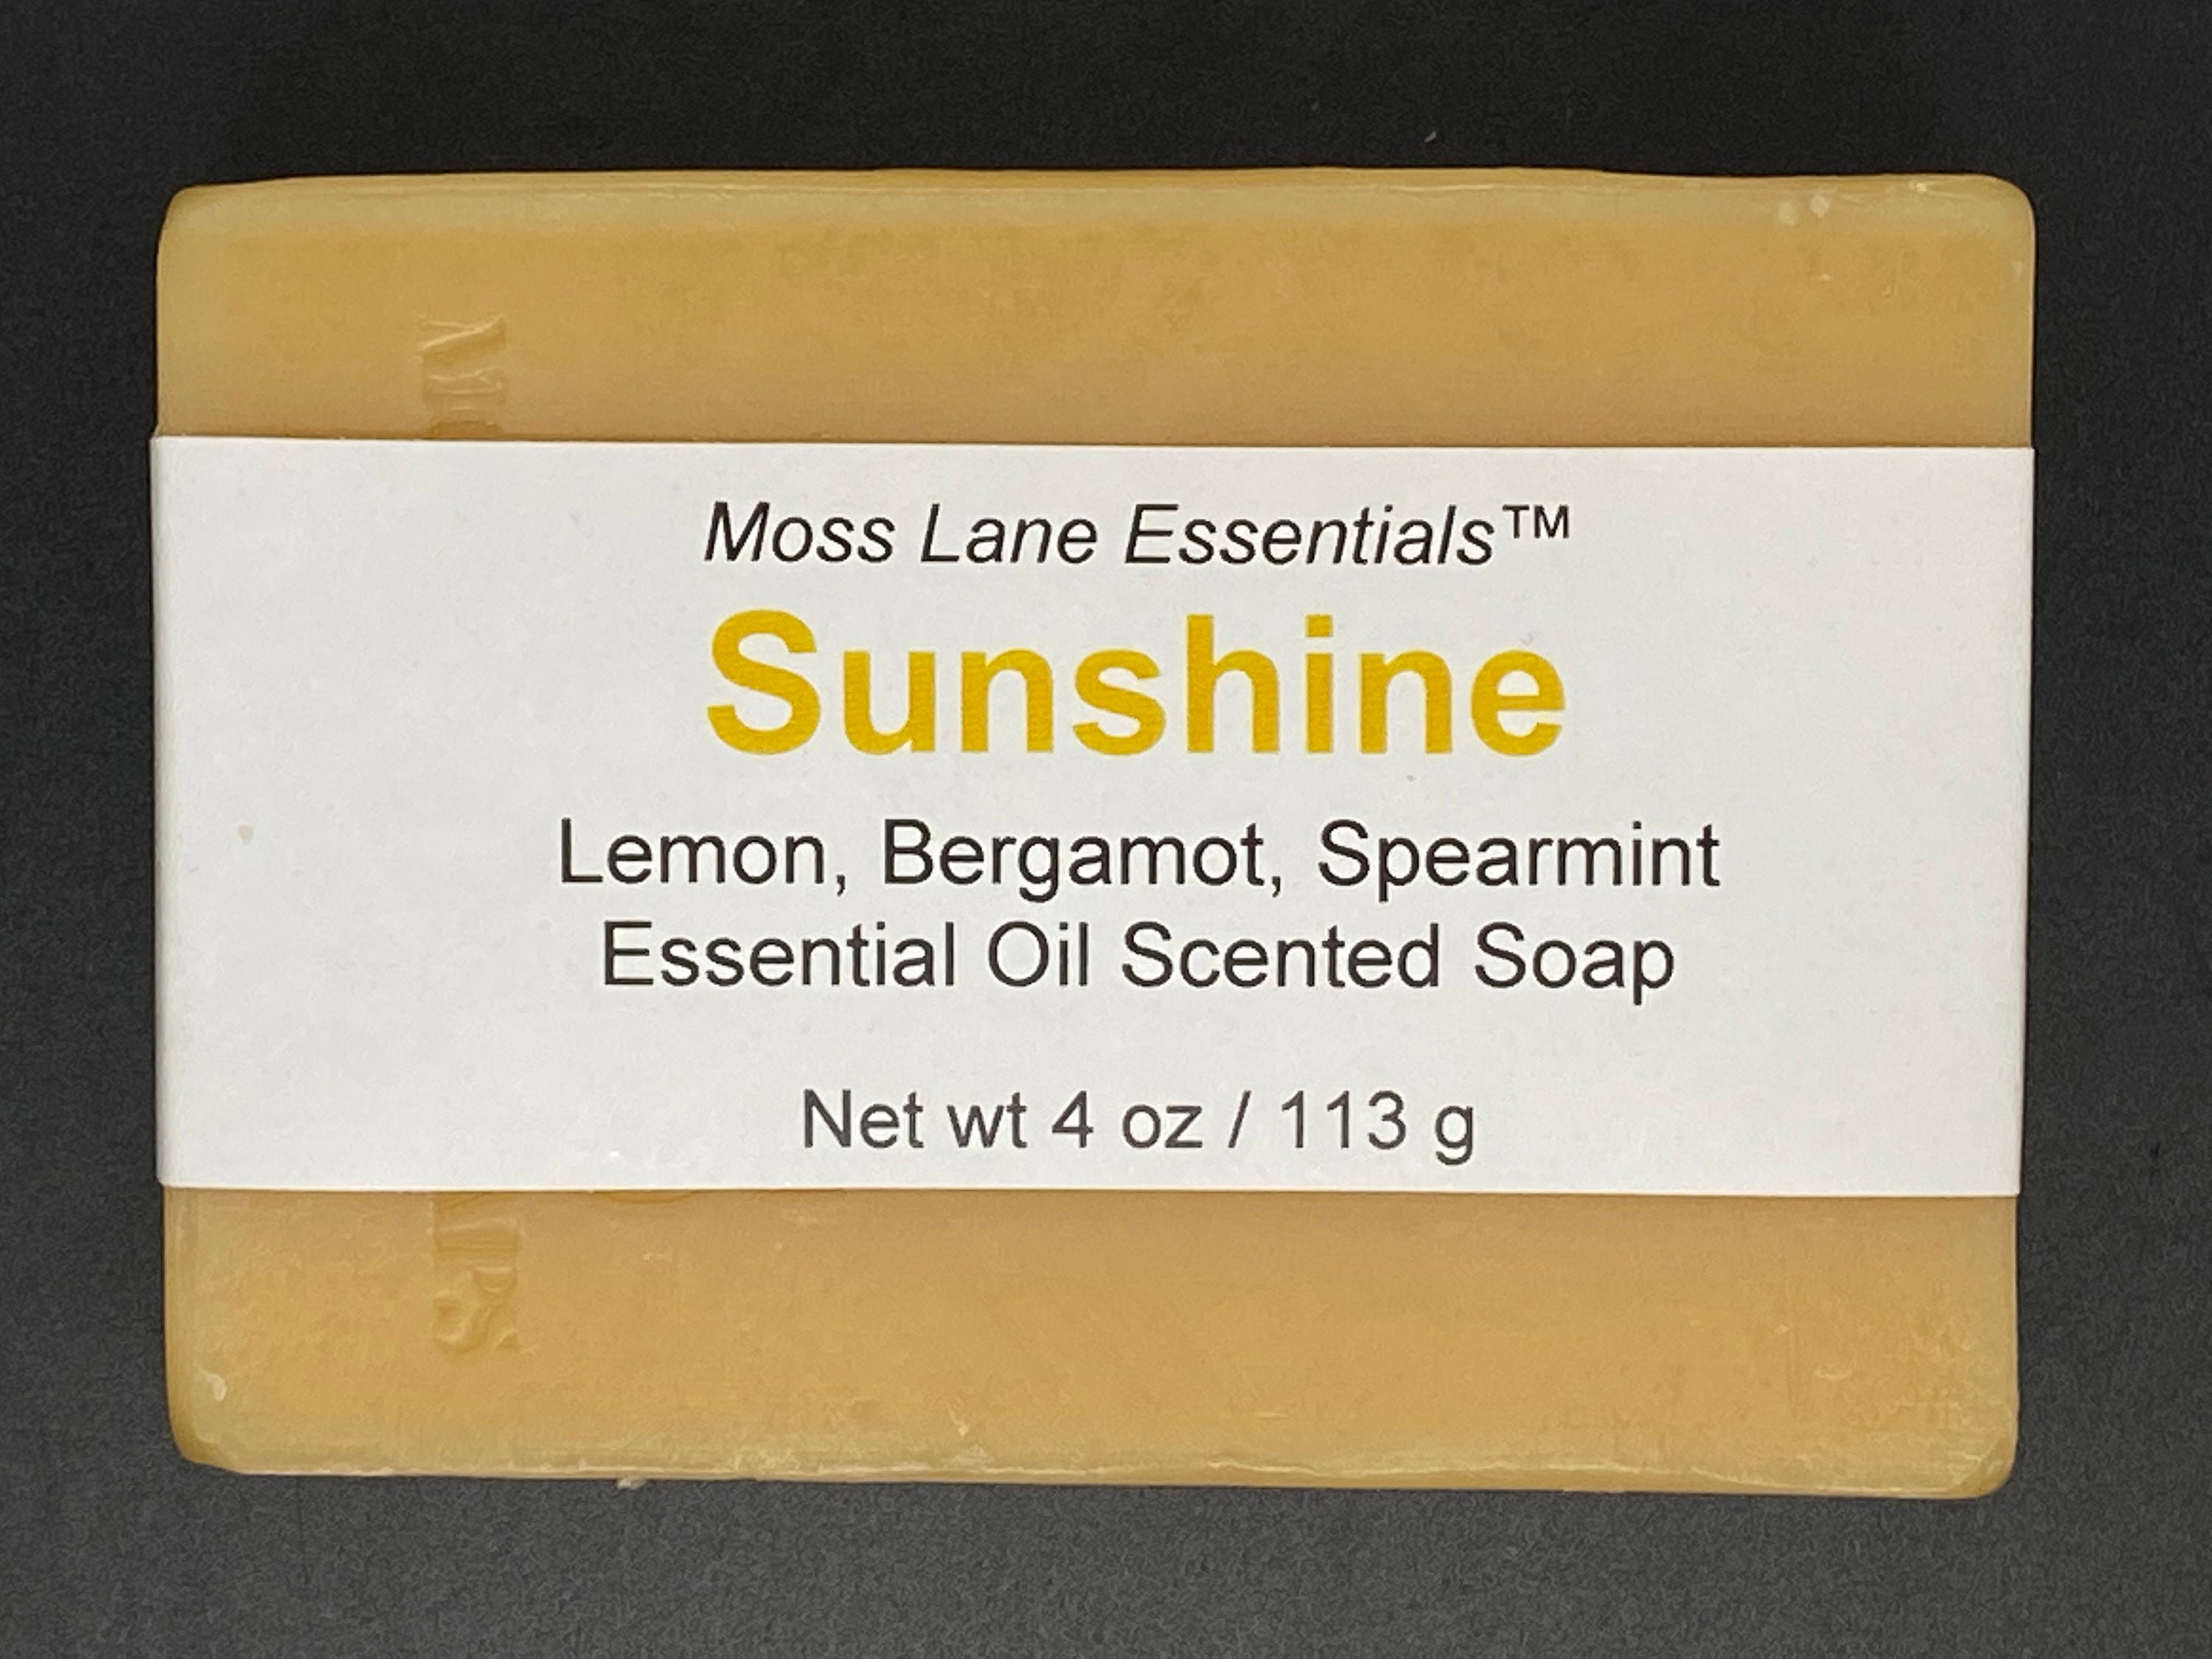 Moss Lane Essentials™
Sunshine
Lemon, Bergamot, Spearmint
Essential Oil Scented Soap
Net wt 4 oz / 113 g